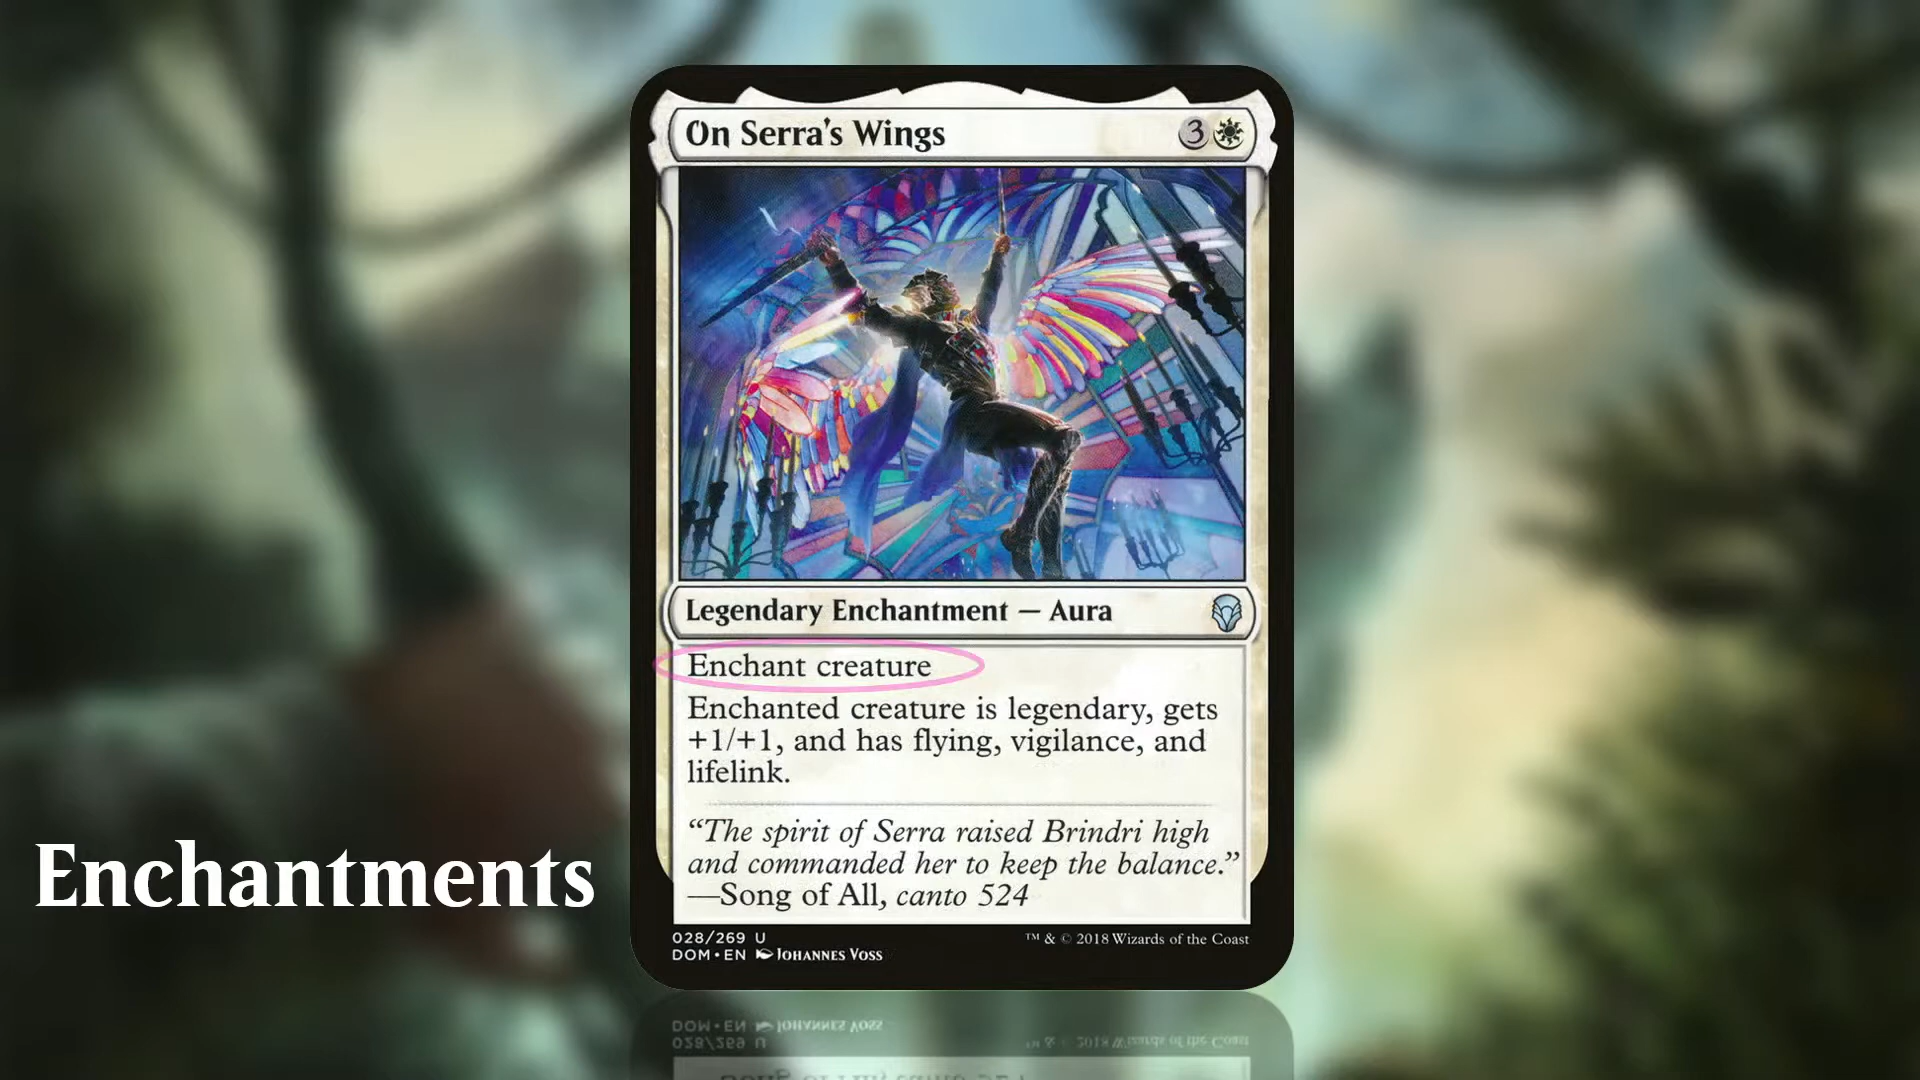 On Serra's Wings 3
Legendary Enchantment — Aura
Enchant creature
Enchanted creature is legendary, gets
+1/+1, and has flying, vigilance, and
lifelink.
“The spirit of Serra raised Brindri high
and commanded her to keep the balance.”
—Song of All, canto 524
Enchantments
028/269 U
™ & © 2018 Wizards of the Coast
DOM • EN Johannes Voss